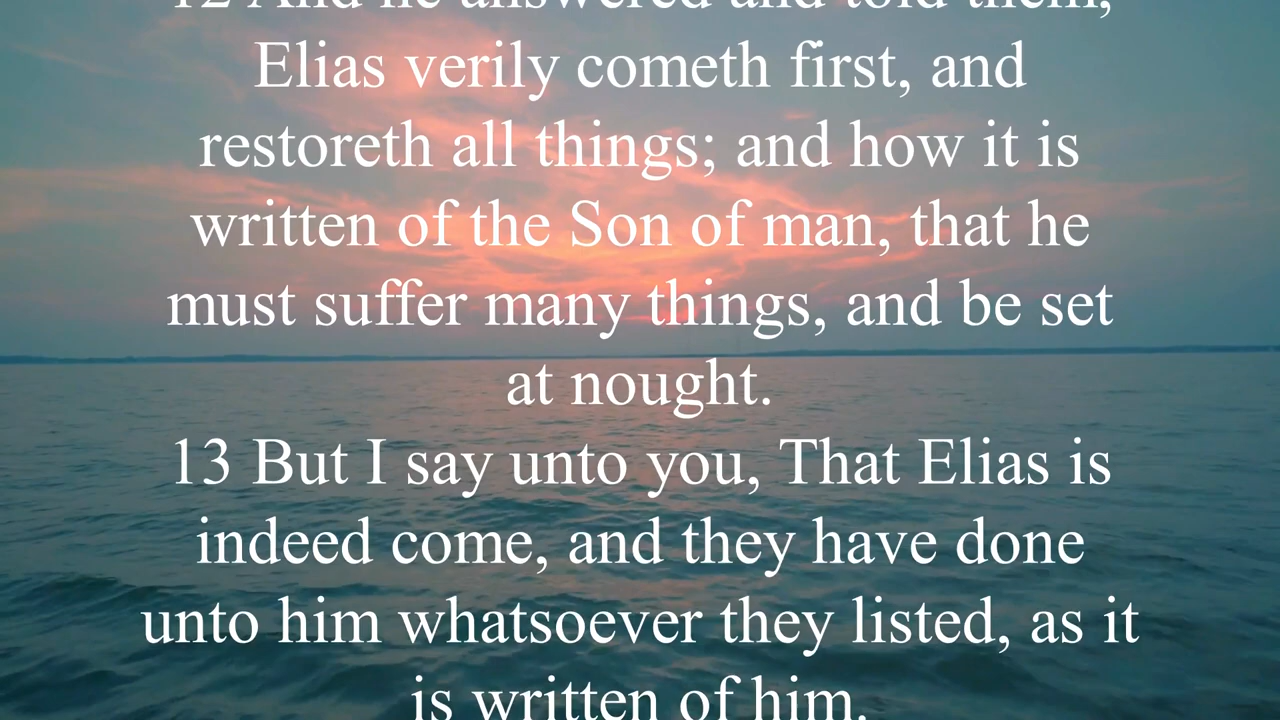 12 And he answered and told them,
Elias verily cometh first, and
restoreth all things; and how it is
written of the Son of man, that he
must suffer many things, and be set
at nought.
13 But I say unto you, That Elias is
indeed come, and they have done
unto him whatsoever they listed, as it
is written of him.